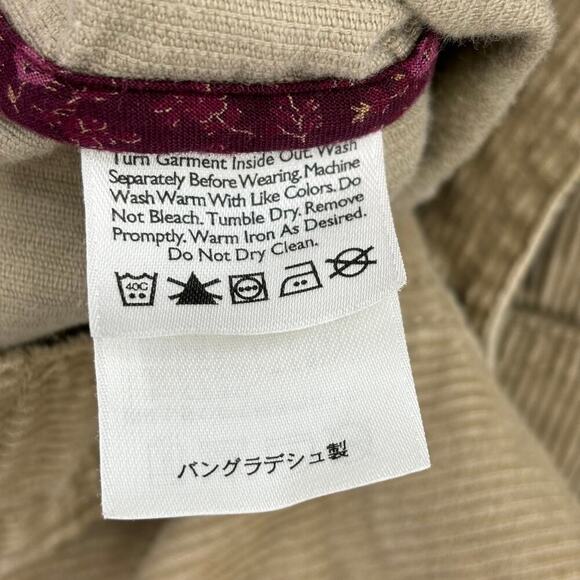 Turn Garment Inside Out. Wash
Separately Before Wearing. Machine
Wash Warm With Like Colors. Do
Not Bleach. Tumble Dry. Remove
Promptly. Warm Iron As Desired.
Do Not Dry Clean.
40C
バングラデシュ製